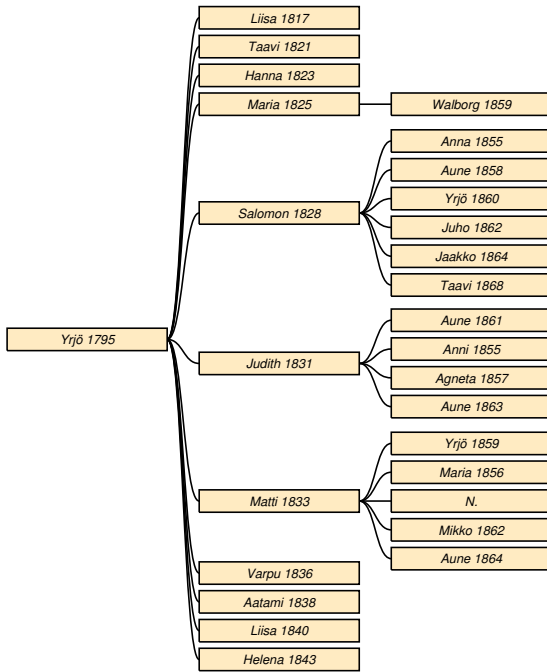 Yrjö 1795
Liisa 1817
Taavi 1821
Hanna 1823
Maria 1825
Walborg 1859
Salomon 1828
Anna 1855
Aune 1858
Yrjö 1860
Juho 1862
Jaakko 1864
Taavi 1868
Judith 1831
Aune 1861
Anni 1855
Agneta 1857
Aune 1863
Matti 1833
Yrjö 1859
Maria 1856
N.
Mikko 1862
Aune 1864
Varpu 1836
Aatami 1838
Liisa 1840
Helena 1843